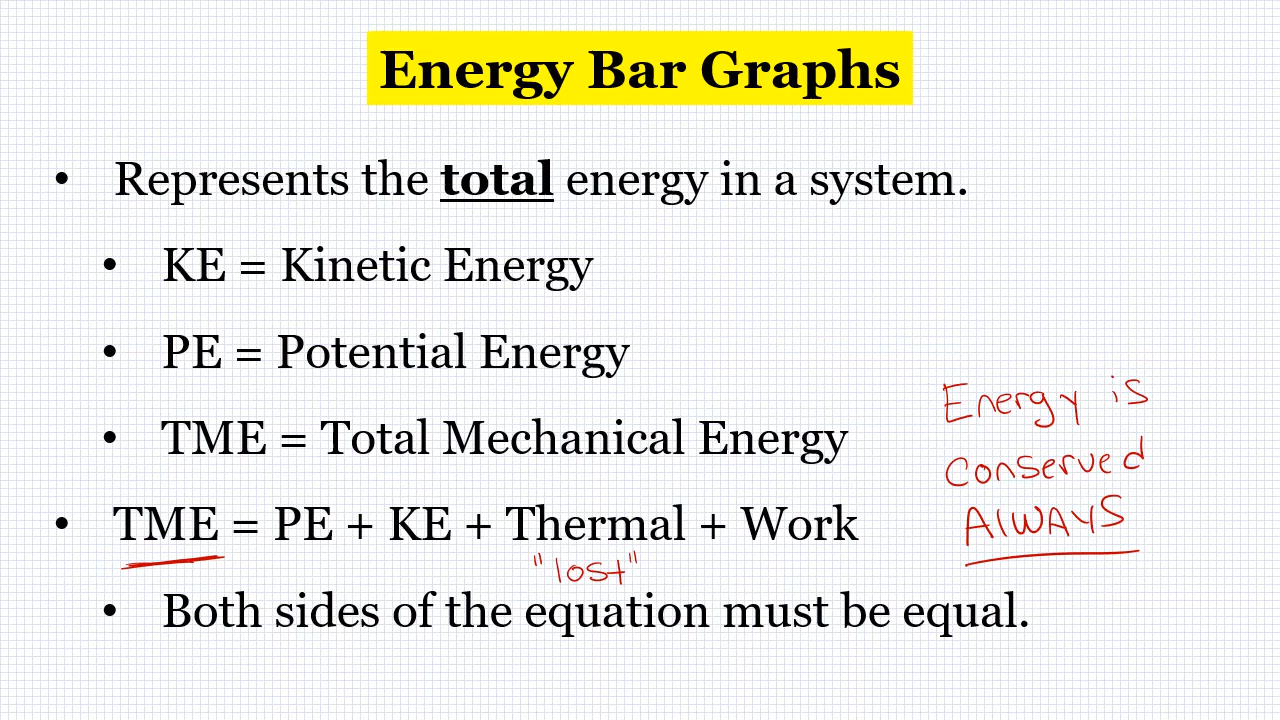 Energy Bar Graphs
• Represents the total energy in a system.
• KE = Kinetic Energy
• PE = Potential Energy
• TME = Total Mechanical Energy
• TME = PE + KE + Thermal + Work
"lost"
• Both sides of the equation must be equal.
Energy is
conserved
AlWAYS